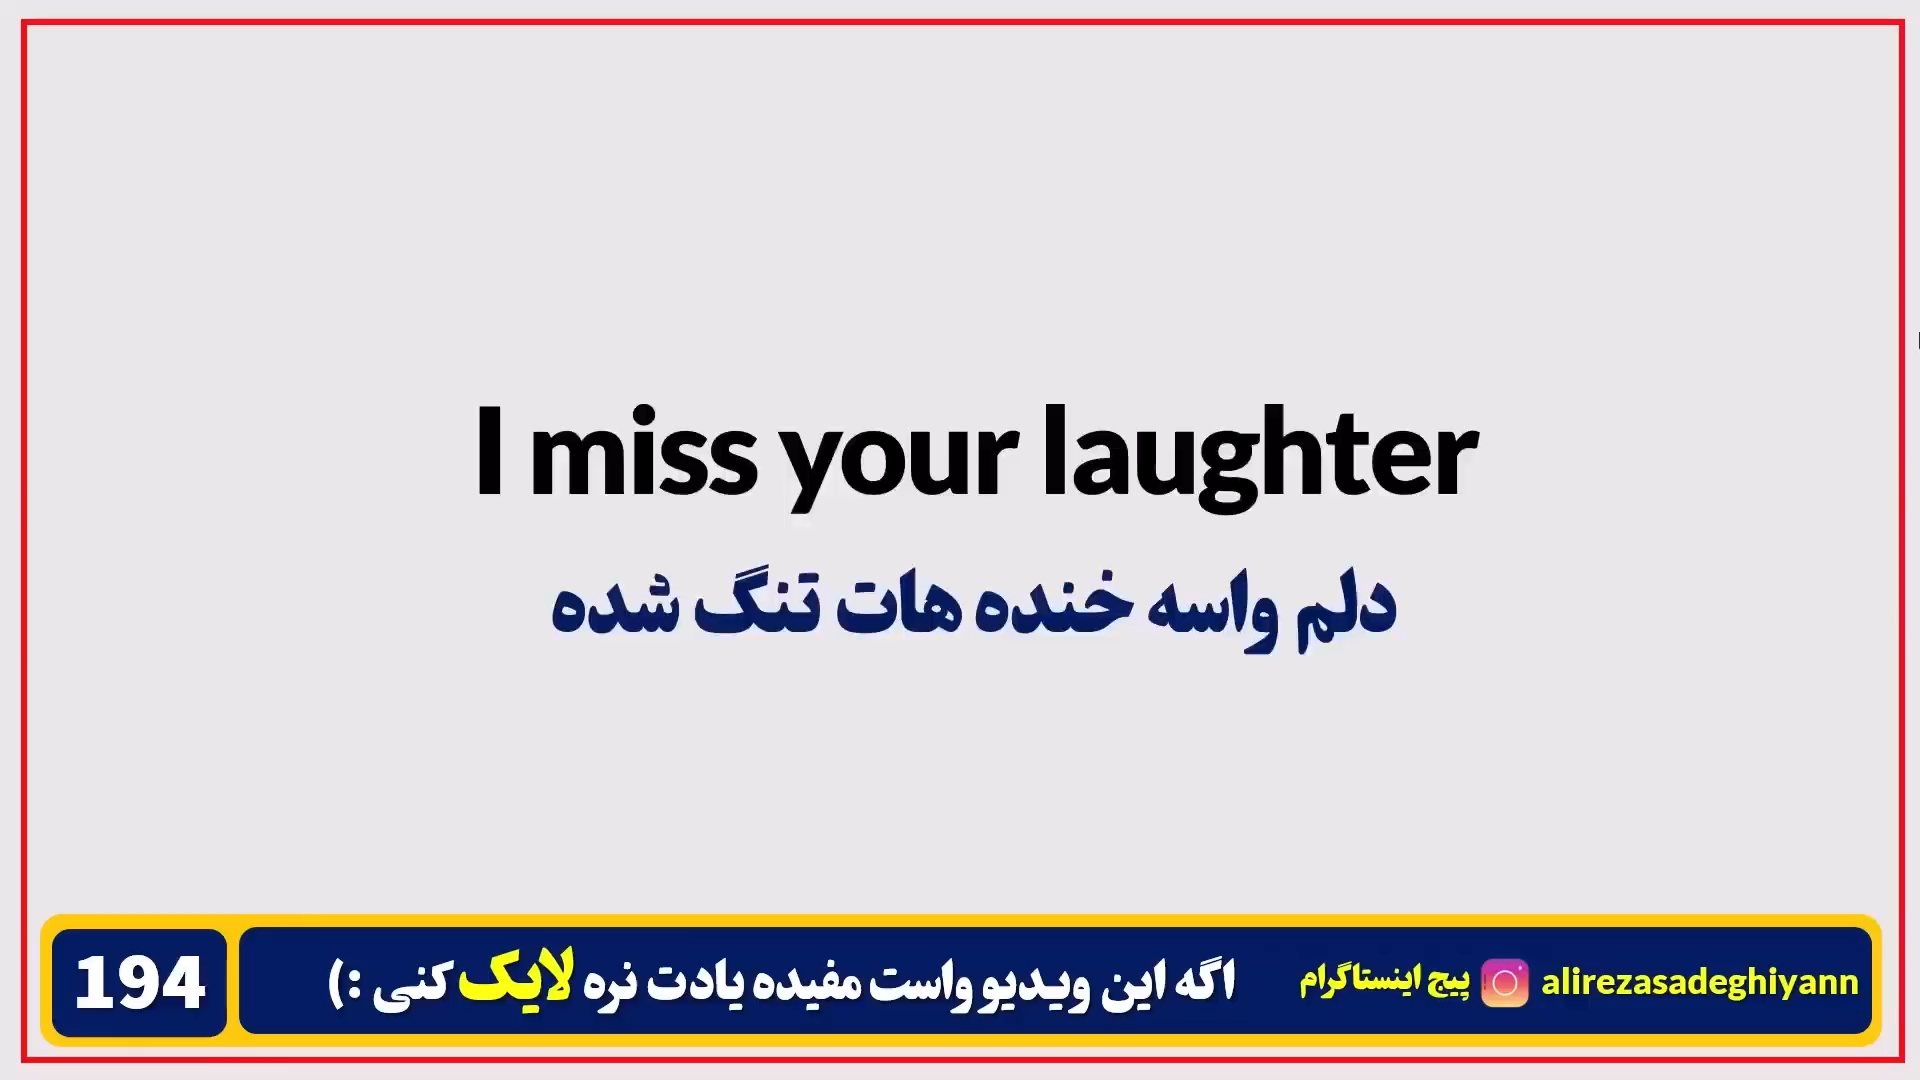 I miss your laughter
دلم واسه خنده هات تنگ شده
194
اگه این ویدیو واست مفیده یادت نره لایک کنی :)
پیج اینستاگرام alirezasadeghiyann